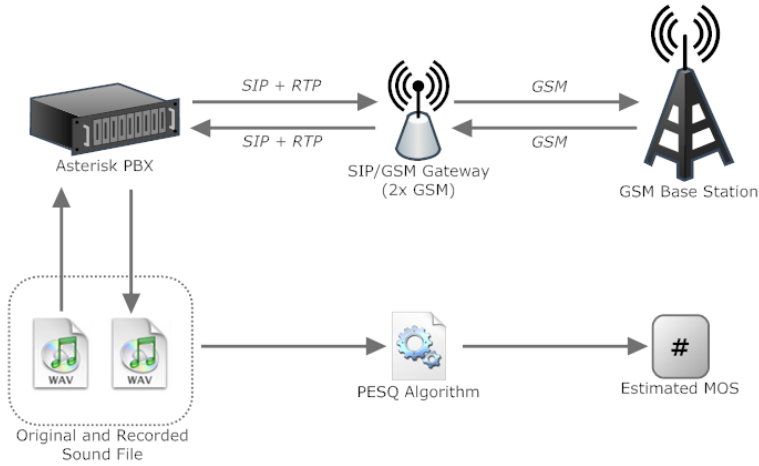 SIP + RTP
GSM
SIP + RTP
GSM
Asterisk PBX
SIP/GSM Gateway
(2x GSM)
GSM Base Station
WAV
WAV
#
PESQ Algorithm
Estimated MOS
Original and Recorded
Sound File